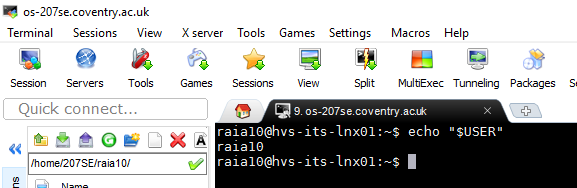 os-207se.coventry.ac.uk
Terminal Sessions View X server Tools Games Settings Macros Help
Session Servers Tools Games Sessions View Split MultiExec Tunneling Packages
Quick connect...
9. os-207se.coventry.ac.uk
/home/207SE/raia10/
Name
raia10@hvs-its-lnx01:~$ echo "$USER"
raia10
raia10@hvs-its-lnx01:~$